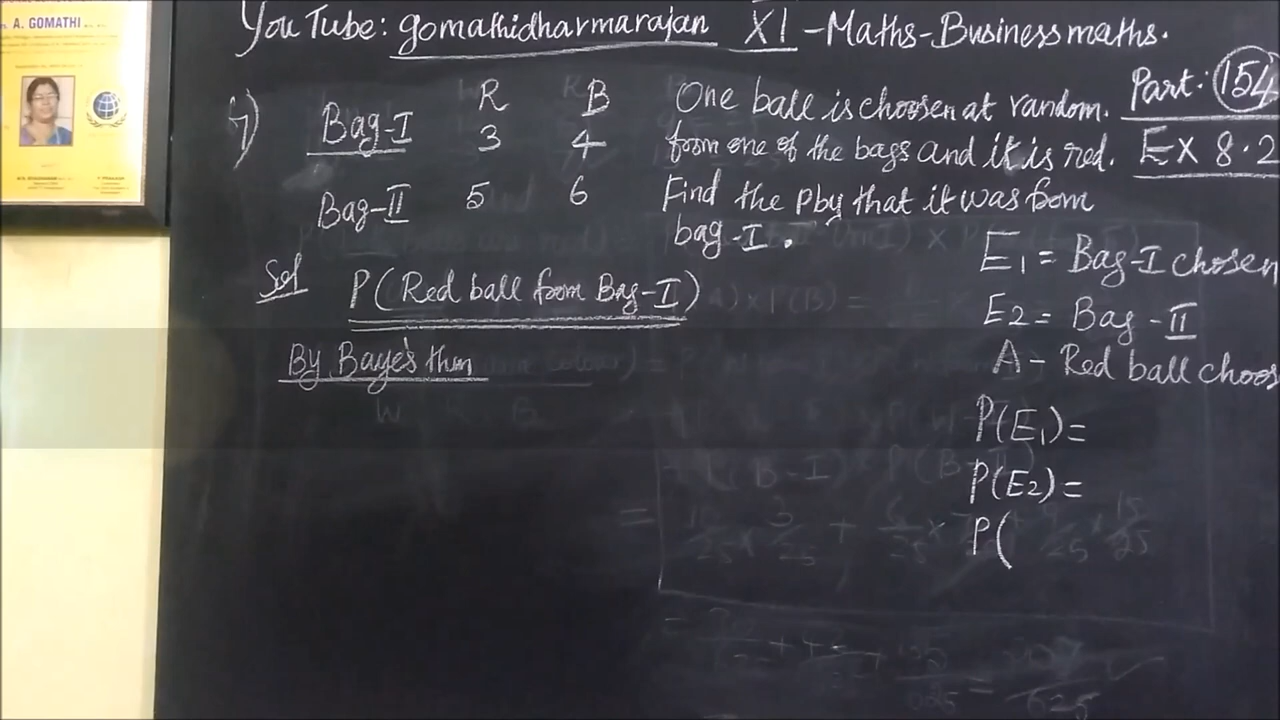 A. GOMATHI
YouTube: gomathidharmarajan XI - Maths - Business maths.
Part: 154
Ex 8.2
7)
R B
Bag-I 3 4
Bag-II 5 6
One ball is choosen at random.
from one of the bags and it is red.
Find the Pby that it was from
bag-I.
Sol
P(Red ball from Bag-I)
By Baye's thm
E1 = Bag-I chosen
E2 = Bag-II
A - Red ball choos
P(E1) =
P(E2) =
P(